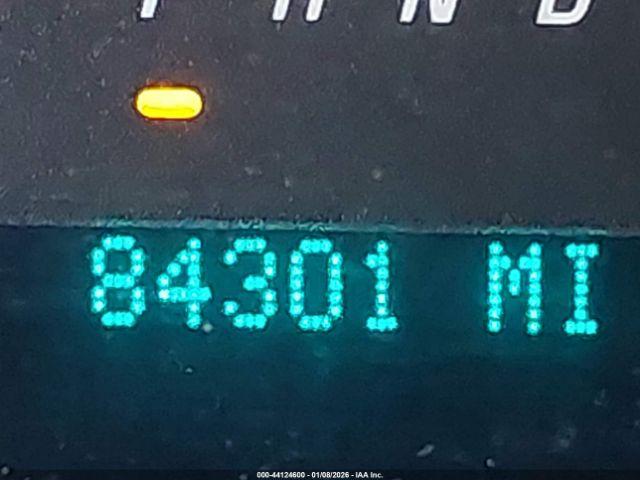 P R N D
84301 MI
000-44124600 - 01/08/2026 - IAA Inc.